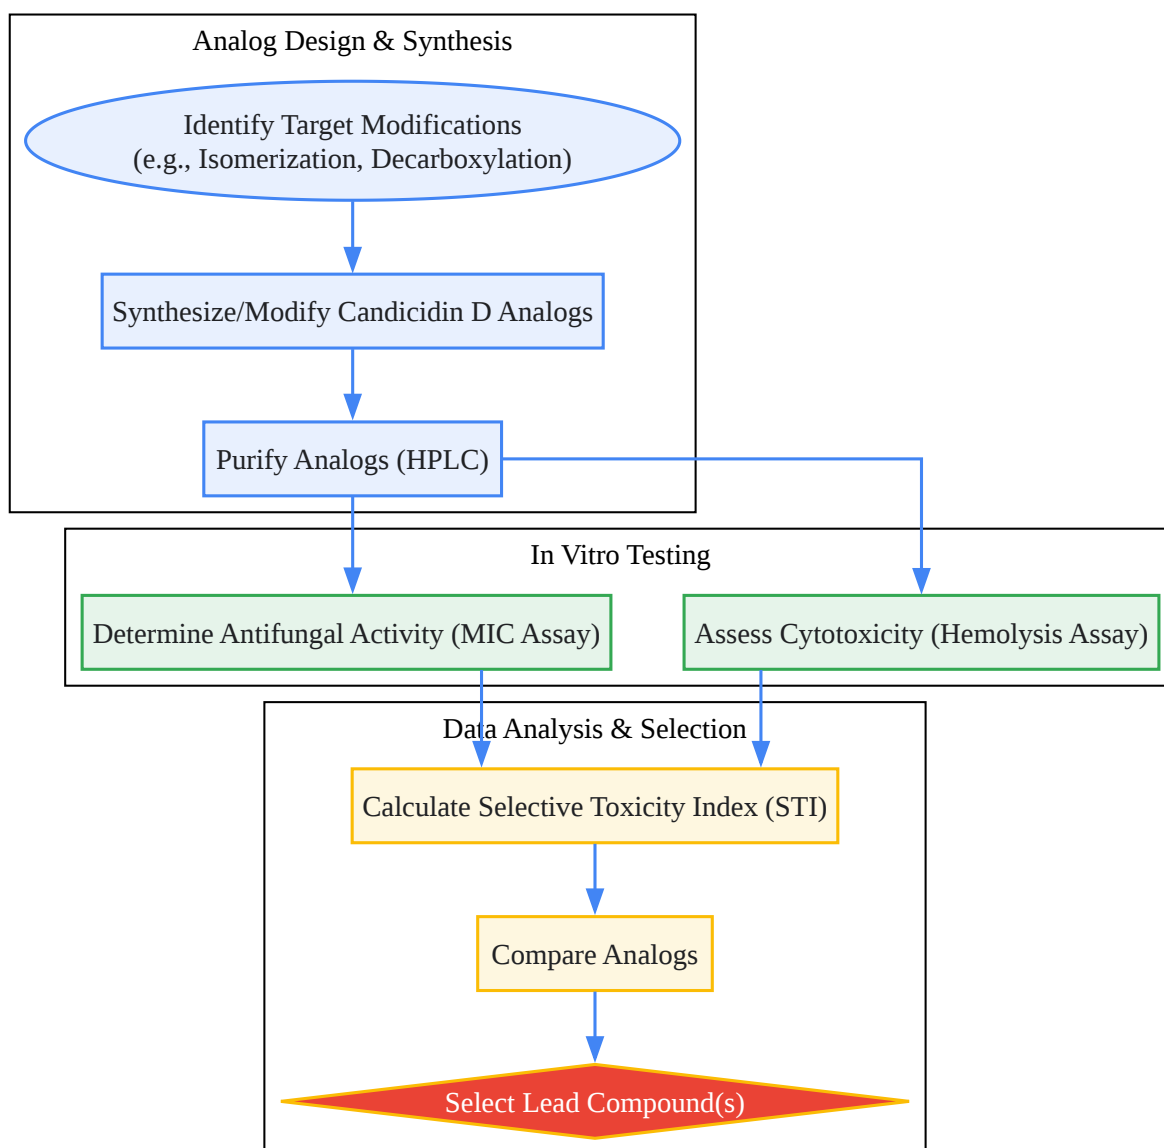 Analog Design & Synthesis
Identify Target Modifications
(e.g., Isomerization, Decarboxylation)
Synthesize/Modify Candicidin D Analogs
Purify Analogs (HPLC)
In Vitro Testing
Determine Antifungal Activity (MIC Assay)
Assess Cytotoxicity (Hemolysis Assay)
Data Analysis & Selection
Calculate Selective Toxicity Index (STI)
Compare Analogs
Select Lead Compound(s)